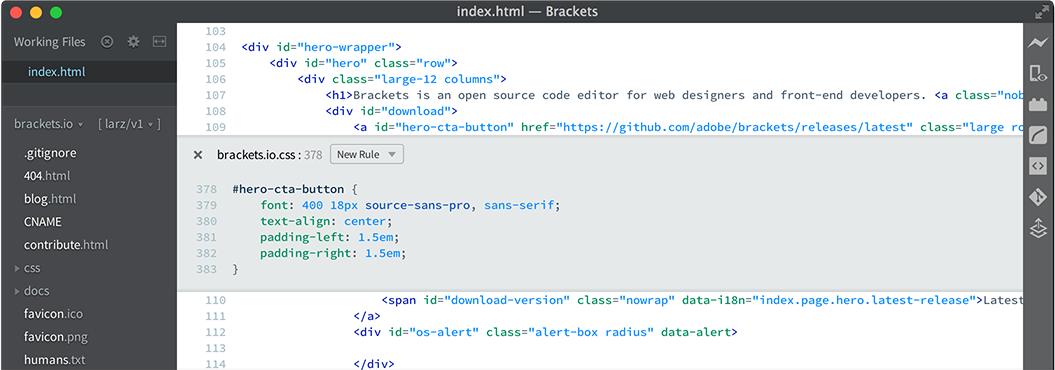 index.html — Brackets
Working Files
index.html
brackets.io [ larz/v1 ]
.gitignore
404.html
blog.html
CNAME
contribute.html
css
docs
favicon.ico
favicon.png
humans.txt
103
104 <div id="hero-wrapper">
105 <div id="hero" class="row">
106 <div class="large-12 columns">
107 <h1>Brackets is an open source code editor for web designers and front-end developers. <a class="nob
108 <div id="download">
109 <a id="hero-cta-button" href="https://github.com/adobe/brackets/releases/latest" class="large ro
× brackets.io.css : 378 New Rule
378 #hero-cta-button {
379 font: 400 18px source-sans-pro, sans-serif;
380 text-align: center;
381 padding-left: 1.5em;
382 padding-right: 1.5em;
383 }
110 <span id="download-version" class="nowrap" data-i18n="index.page.hero.latest-release">Latest
111 </a>
112 <div id="os-alert" class="alert-box radius" data-alert>
113
114 </div>